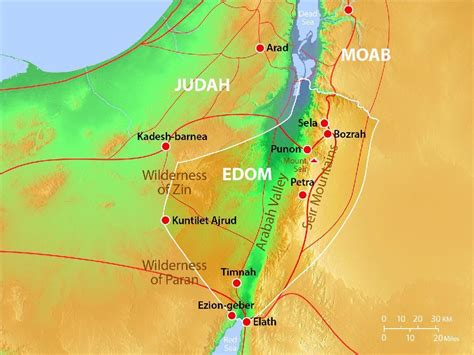 Dead
Sea
MOAB
Arad
JUDAH
Sela
Bozrah
Kadesh-barnea
Punon
Mount
Seir
EDOM
Wilderness
of Zin
Petra
Arabah Valley
Seir Mountains
Kuntilet Ajrud
Wilderness
of Paran
Timnah
Ezion-geber
Elath
Red
Sea
0 10 20 30 KM
0 10 20 Miles